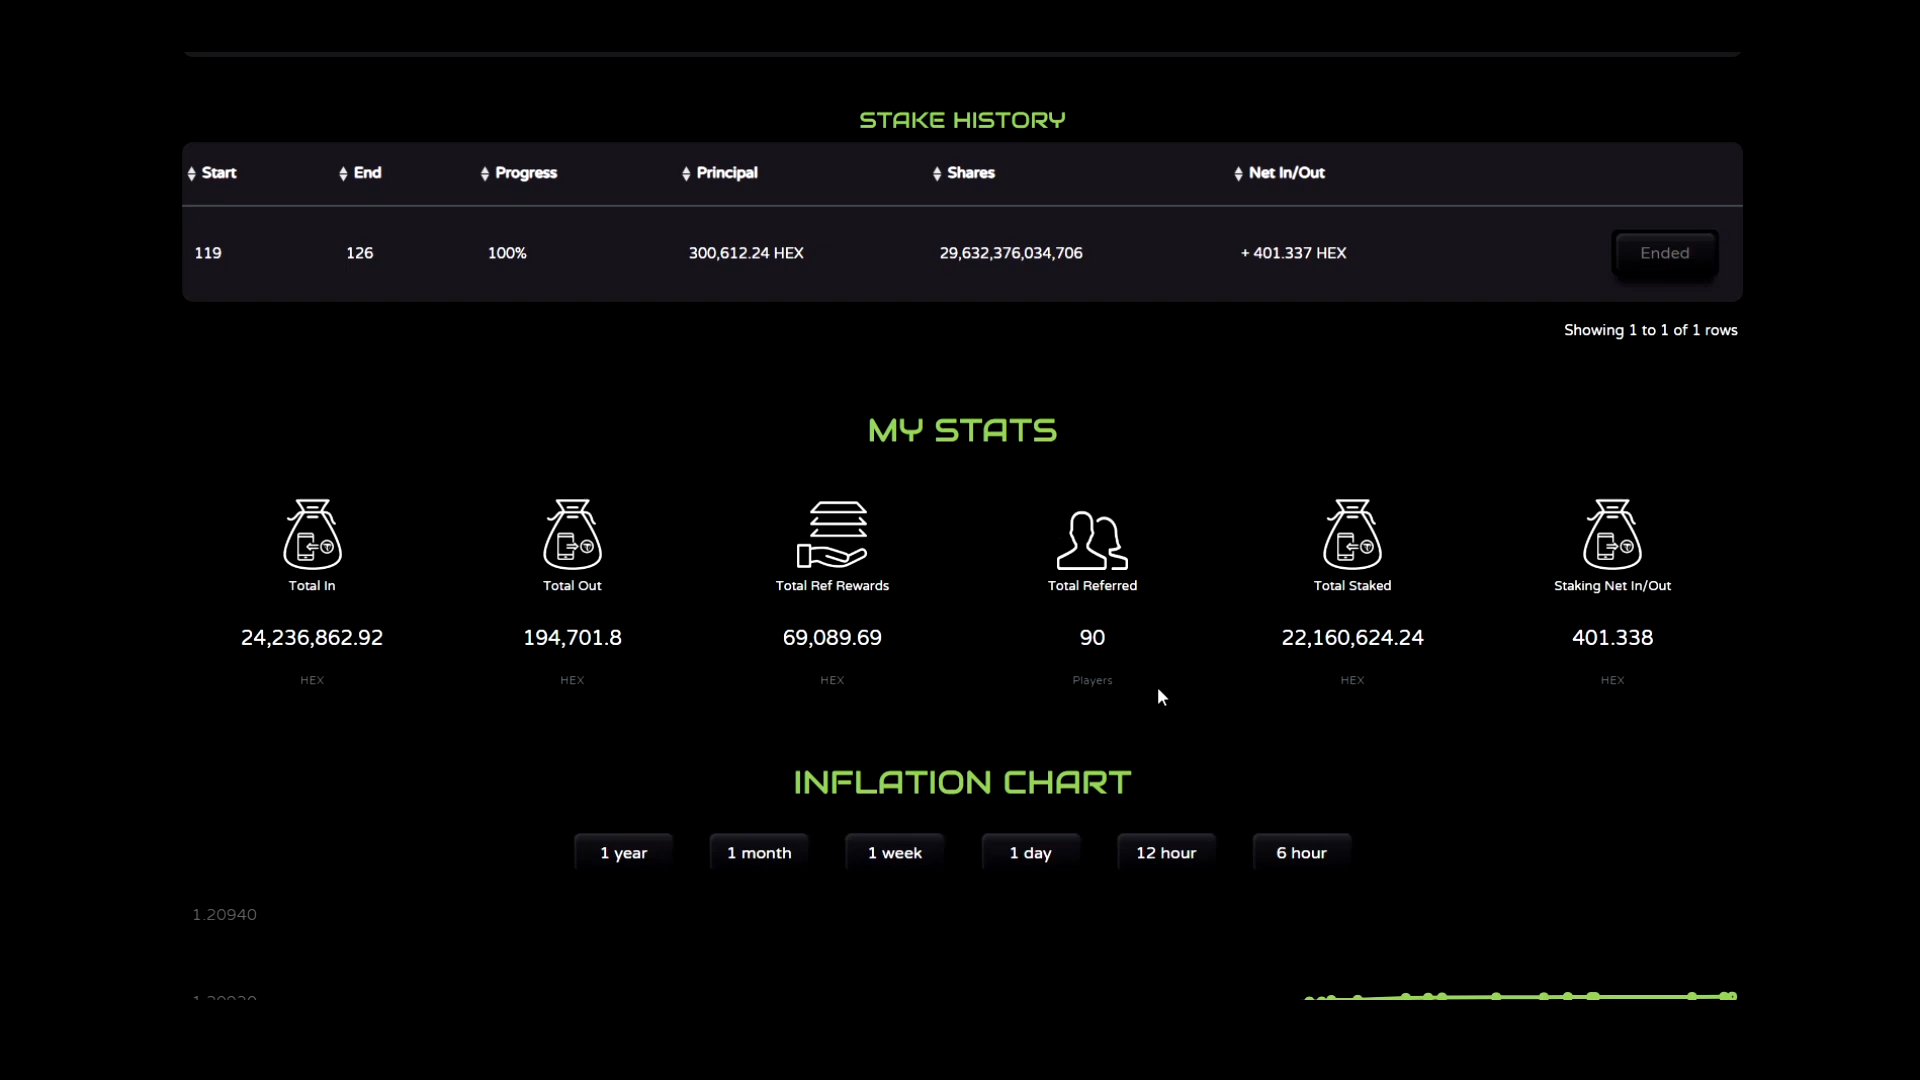 STAKE HISTORY
Start End Progress Principal Shares Net In/Out
119 126 100% 300,612.24 HEX 29,632,376,034,706 + 401.337 HEX Ended
Showing 1 to 1 of 1 rows
MY STATS
Total In Total Out Total Ref Rewards Total Referred Total Staked Staking Net In/Out
24,236,862.92 194,701.8 69,089.69 90 22,160,624.24 401.338
HEX HEX HEX Players HEX HEX
INFLATION CHART
1 year 1 month 1 week 1 day 12 hour 6 hour
1.20940